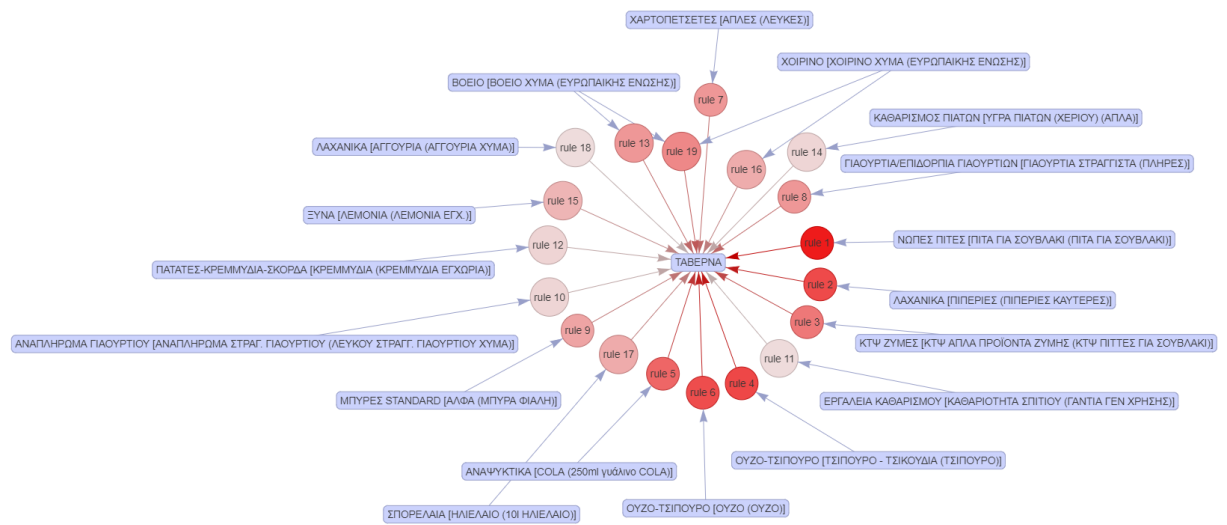 ΧΑΡΤΟΠΕΤΣΕΤΕΣ [ΑΠΛΕΣ (ΛΕΥΚΕΣ)]
ΧΟΙΡΙΝΟ [ΧΟΙΡΙΝΟ ΧΥΜΑ (ΕΥΡΩΠΑΙΚΗΣ ΕΝΩΣΗΣ)]
ΒΟΕΙΟ [ΒΟΕΙΟ ΧΥΜΑ (ΕΥΡΩΠΑΙΚΗΣ ΕΝΩΣΗΣ)]
rule 7
ΚΑΘΑΡΙΣΜΟΣ ΠΙΑΤΩΝ [ΥΓΡΑ ΠΙΑΤΩΝ (ΧΕΡΙΟΥ) (ΑΠΛΑ)]
ΛΑΧΑΝΙΚΑ [ΑΓΓΟΥΡΙΑ (ΑΓΓΟΥΡΙΑ ΧΥΜΑ)]
rule 18
rule 13
rule 19
rule 14
rule 16
ΓΙΑΟΥΡΤΙΑ/ΕΠΙΔΟΡΠΙΑ ΓΙΑΟΥΡΤΙΩΝ [ΓΙΑΟΥΡΤΙΑ ΣΤΡΑΓΓΙΣΤΑ (ΠΛΗΡΕΣ)]
rule 15
rule 8
ΞΥΝΑ [ΛΕΜΟΝΙΑ (ΛΕΜΟΝΙΑ ΕΓΧ.)]
rule 12
rule 1
ΝΩΠΕΣ ΠΙΤΕΣ [ΠΙΤΑ ΓΙΑ ΣΟΥΒΛΑΚΙ (ΠΙΤΑ ΓΙΑ ΣΟΥΒΛΑΚΙ)]
ΤΑΒΕΡΝΑ
ΠΑΤΑΤΕΣ-ΚΡΕΜΜΥΔΙΑ-ΣΚΟΡΔΑ [ΚΡΕΜΜΥΔΙΑ (ΚΡΕΜΜΥΔΙΑ ΕΓΧΩΡΙΑ)]
rule 2
rule 10
ΛΑΧΑΝΙΚΑ [ΠΙΠΕΡΙΕΣ (ΠΙΠΕΡΙΕΣ ΚΑΥΤΕΡΕΣ)]
rule 3
rule 9
ΑΝΑΠΛΗΡΩΜΑ ΓΙΑΟΥΡΤΙΟΥ [ΑΝΑΠΛΗΡΩΜΑ ΣΤΡΑΓ. ΓΙΑΟΥΡΤΙΟΥ (ΛΕΥΚΟΥ ΣΤΡΑΓΓ. ΓΙΑΟΥΡΤΙΟΥ ΧΥΜΑ)]
ΚΤΨ ΖΥΜΕΣ [ΚΤΨ ΑΠΛΑ ΠΡΟΪΟΝΤΑ ΖΥΜΗΣ (ΚΤΨ ΠΙΤΤΕΣ ΓΙΑ ΣΟΥΒΛΑΚΙ)]
rule 17
rule 11
rule 5
rule 4
rule 6
ΜΠΥΡΕΣ STANDARD [ΑΛΦΑ (ΜΠΥΡΑ ΦΙΑΛΗ)]
ΕΡΓΑΛΕΙΑ ΚΑΘΑΡΙΣΜΟΥ [ΚΑΘΑΡΙΟΤΗΤΑ ΣΠΙΤΙΟΥ (ΓΑΝΤΙΑ ΓΕΝ ΧΡΗΣΗΣ)]
ΟΥΖΟ-ΤΣΙΠΟΥΡΟ [ΤΣΙΠΟΥΡΟ - ΤΣΙΚΟΥΔΙΑ (ΤΣΙΠΟΥΡΟ)]
ΑΝΑΨΥΚΤΙΚΑ [COLA (250ml γυάλινο COLA)]
ΟΥΖΟ-ΤΣΙΠΟΥΡΟ [ΟΥΖΟ (ΟΥΖΟ)]
ΣΠΟΡΕΛΑΙΑ [ΗΛΙΕΛΑΙΟ (10l ΗΛΙΕΛΑΙΟ)]